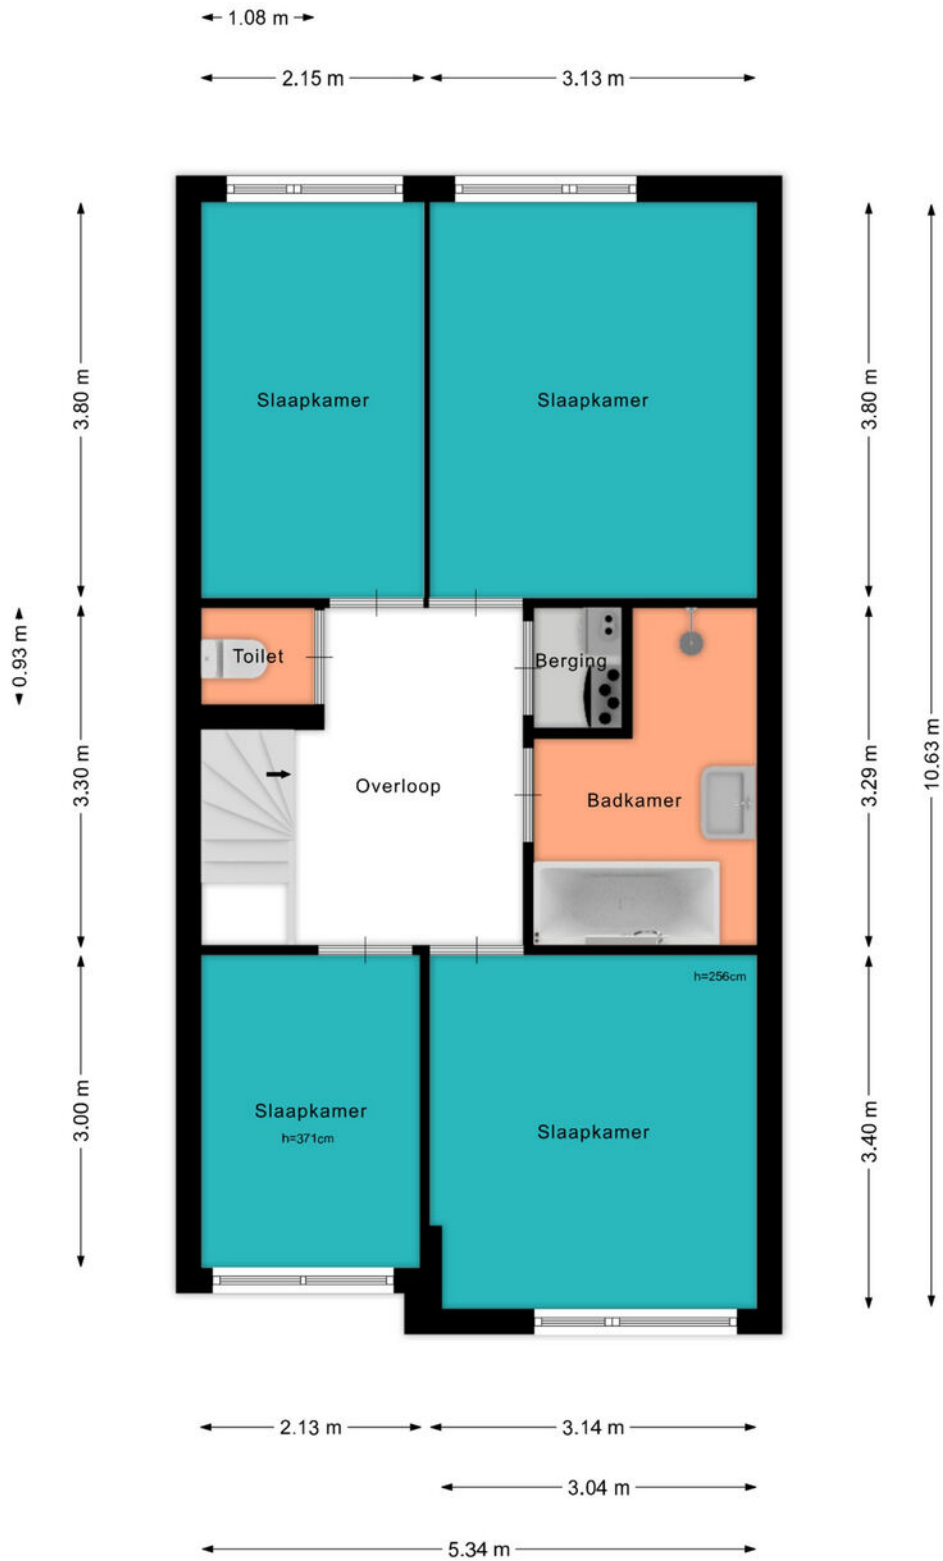 1.08 m
2.15 m
3.13 m
3.80 m
3.80 m
Slaapkamer
Slaapkamer
0.93 m
Toilet
Berging
3.30 m
Overloop
Badkamer
3.29 m
10.63 m
h=256cm
3.00 m
Slaapkamer
h=371cm
Slaapkamer
3.40 m
2.13 m
3.14 m
3.04 m
5.34 m